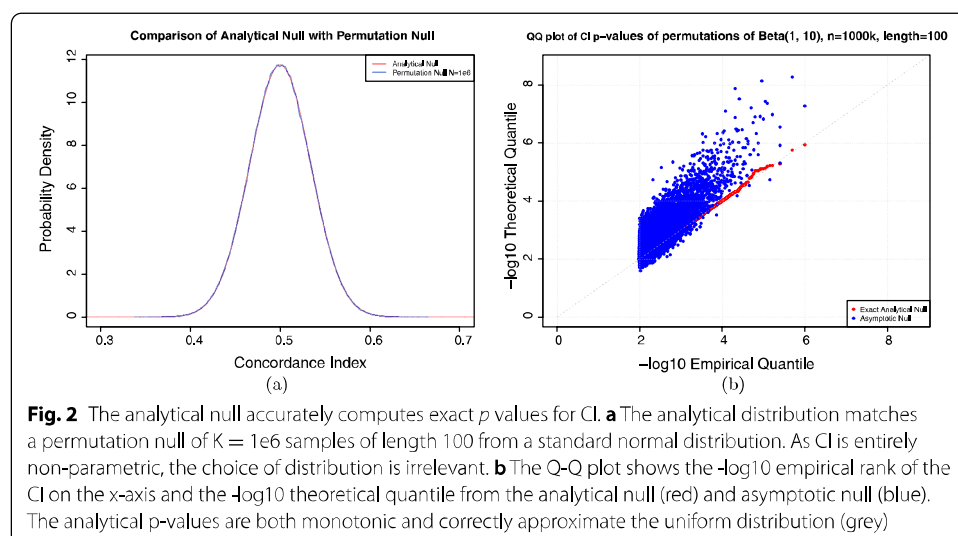 Comparison of Analytical Null with Permutation Null
Analytical Null
Permutation Null N=1e6
Probability Density
0 2 4 6 8 10 12
0.3 0.4 0.5 0.6 0.7
Concordance Index
(a)
QQ plot of CI p-values of permutations of Beta(1, 10), n=1000k, length=100
−log10 Theoretical Quantile
0 2 4 6 8
Exact Analytical Null
Asymptotic Null
0 2 4 6 8
−log10 Empirical Quantile
(b)
Fig. 2 The analytical null accurately computes exact p values for CI. a The analytical distribution matches
a permutation null of K = 1e6 samples of length 100 from a standard normal distribution. As CI is entirely
non-parametric, the choice of distribution is irrelevant. b The Q-Q plot shows the -log10 empirical rank of the
CI on the x-axis and the -log10 theoretical quantile from the analytical null (red) and asymptotic null (blue).
The analytical p-values are both monotonic and correctly approximate the uniform distribution (grey)